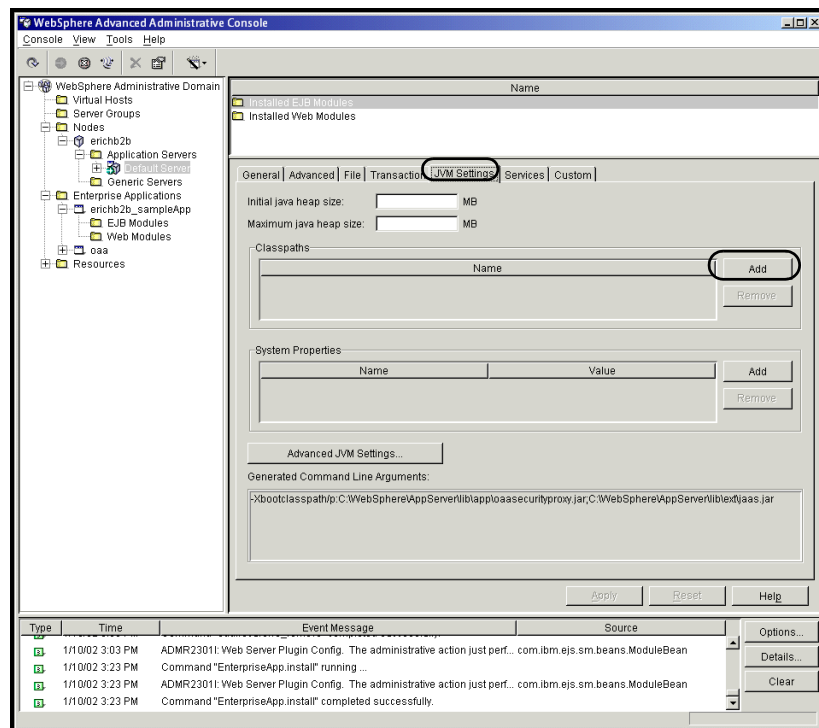 WebSphere Advanced Administrative Console
Console View Tools Help
WebSphere Administrative Domain
Virtual Hosts
Server Groups
Nodes
erichb2b
Application Servers
Default Server
Generic Servers
Enterprise Applications
erichb2b_sampleApp
EJB Modules
Web Modules
oaa
Resources
Name
Installed EJB Modules
Installed Web Modules
General Advanced File Transaction JVM Settings Services Custom
Initial java heap size: MB
Maximum java heap size: MB
Classpaths
Name
Add
Remove
System Properties
Name Value
Add
Remove
Advanced JVM Settings...
Generated Command Line Arguments:
-Xbootclasspath/p:C:\WebSphere\AppServer\lib\app\oaasecurityproxy.jar;C:\WebSphere\AppServer\lib\ext\jaas.jar
Apply Reset Help
Type Time Event Message Source
1/10/02 3:03 PM ADMR2301I: Web Server Plugin Config. The administrative action just perf... com.ibm.ejs.sm.beans.ModuleBean
1/10/02 3:23 PM Command "EnterpriseApp.install" running ...
1/10/02 3:23 PM ADMR2301I: Web Server Plugin Config. The administrative action just perf... com.ibm.ejs.sm.beans.ModuleBean
1/10/02 3:23 PM Command "EnterpriseApp.install" completed successfully.
Options...
Details...
Clear